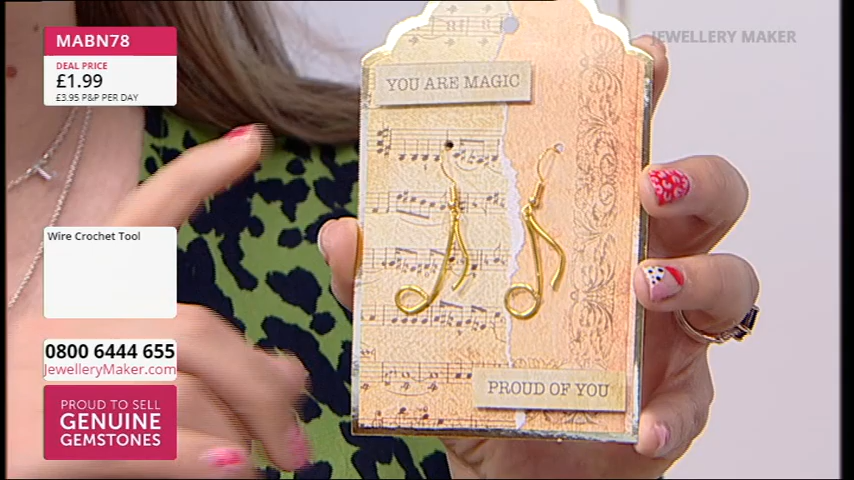 MABN78
DEAL PRICE
£1.99
£3.95 P&P PER DAY
JEWELLERY MAKER
YOU ARE MAGIC
Wire Crochet Tool
0800 6444 655
JewelleryMaker.com
PROUD TO SELL
GENUINE
GEMSTONES
PROUD OF YOU